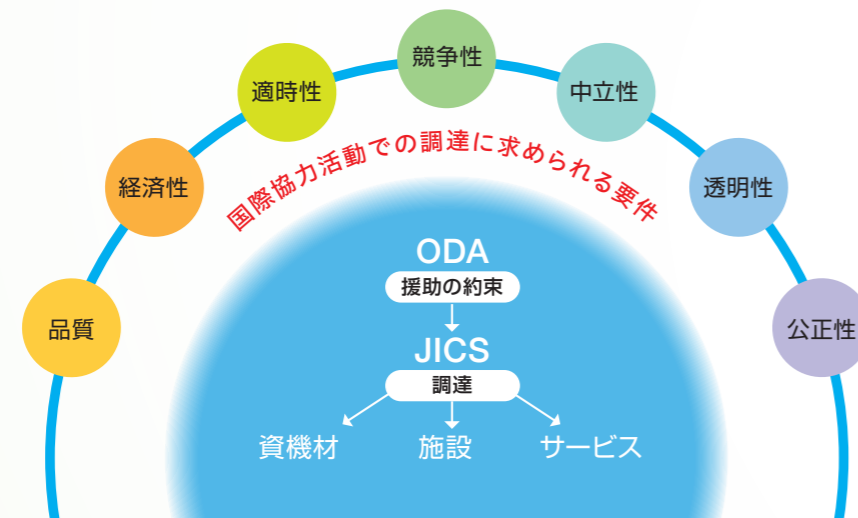 品質
経済性
適時性
競争性
中立性
透明性
公正性
国際協力活動での調達に求められる要件
ODA
援助の約束
JICS
調達
資機材
施設
サービス